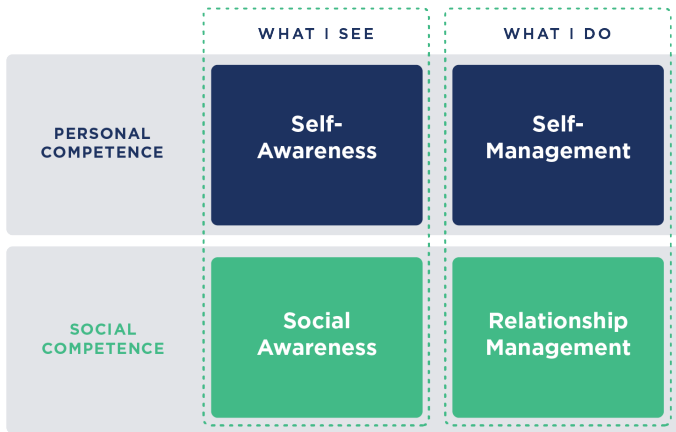 WHAT I SEE
WHAT I DO
PERSONAL
COMPETENCE
Self-
Awareness
Self-
Management
SOCIAL
COMPETENCE
Social
Awareness
Relationship
Management